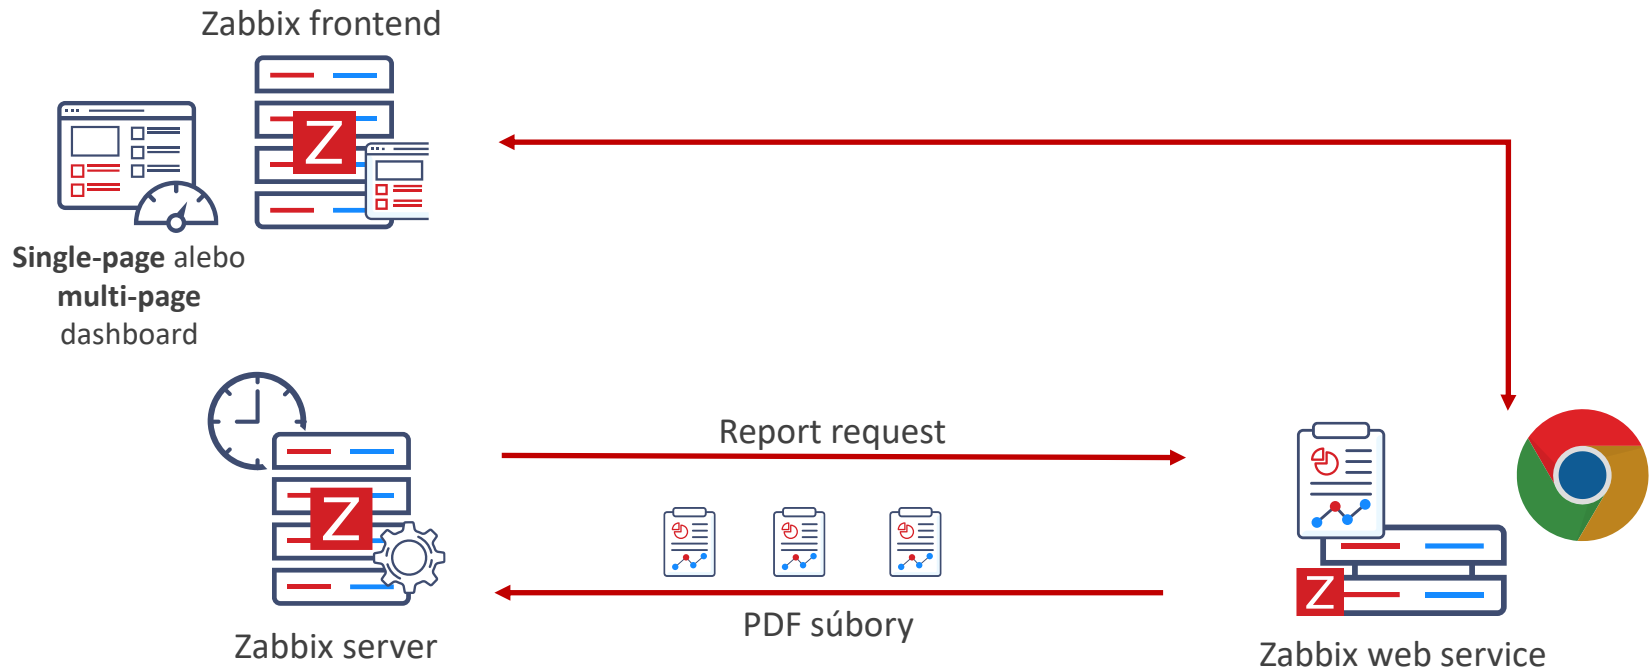 Zabbix frontend
Z
Single-page alebo
multi-page
dashboard
Report request
Z
PDF súbory
Zabbix server
Z
Zabbix web service